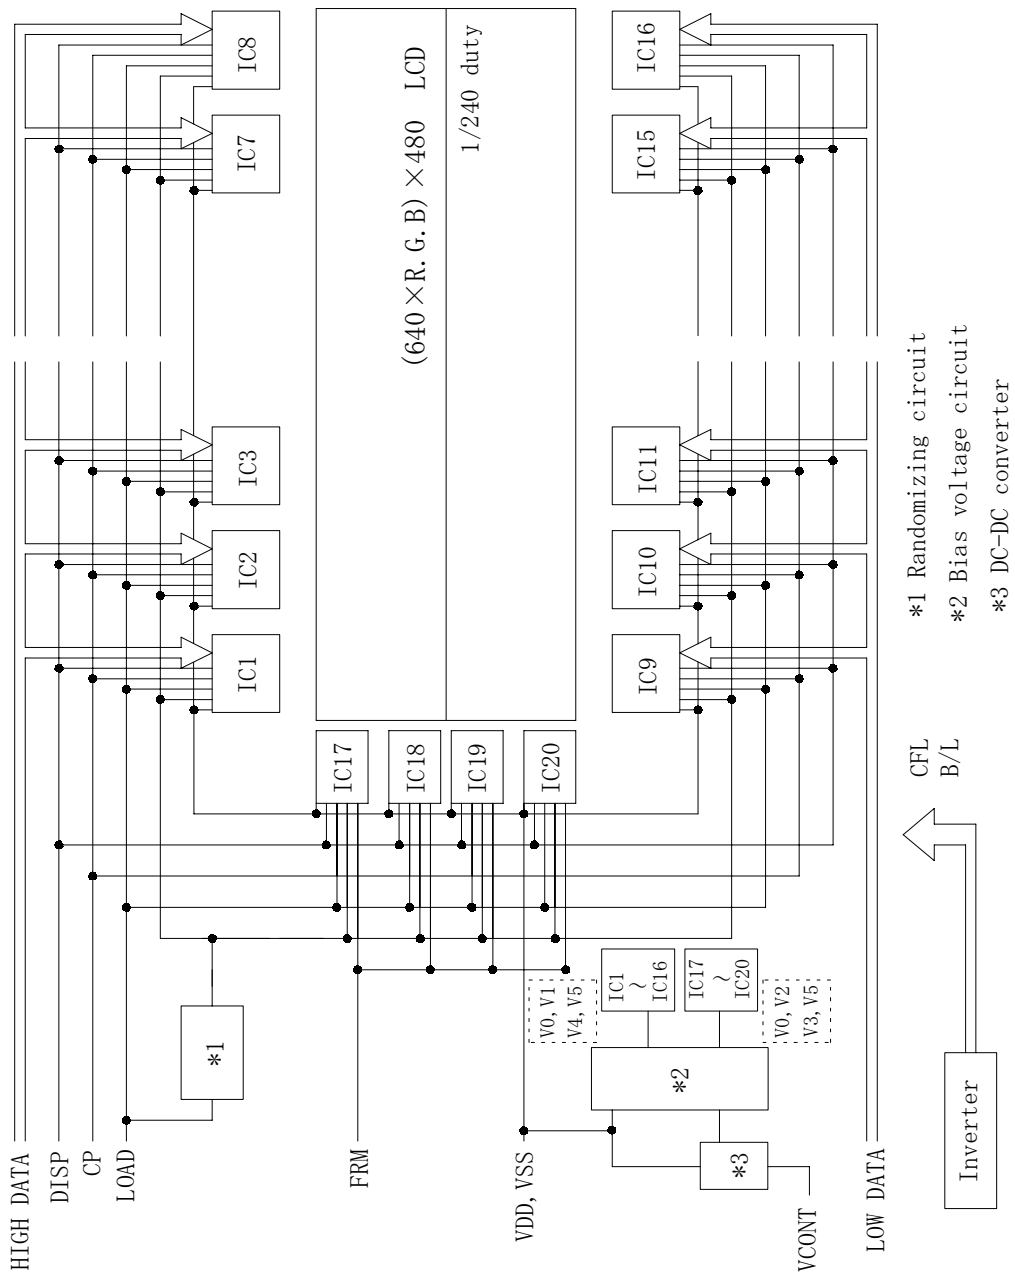 HIGH DATA
DISP
CP
LOAD
FRM
VDD, VSS
VCONT
LOW DATA
*1
*2
*3
IC1
~
IC16
IC17
~
IC20
V0, V1
V4, V5
V0, V2
V3, V5
Inverter
CFL
B/L
IC17
IC18
IC19
IC20
IC1
IC2
IC3
IC7
IC8
(640×R.G.B)×480 LCD
1/240 duty
IC9
IC10
IC11
IC15
IC16
*1 Randomizing circuit
*2 Bias voltage circuit
*3 DC-DC converter